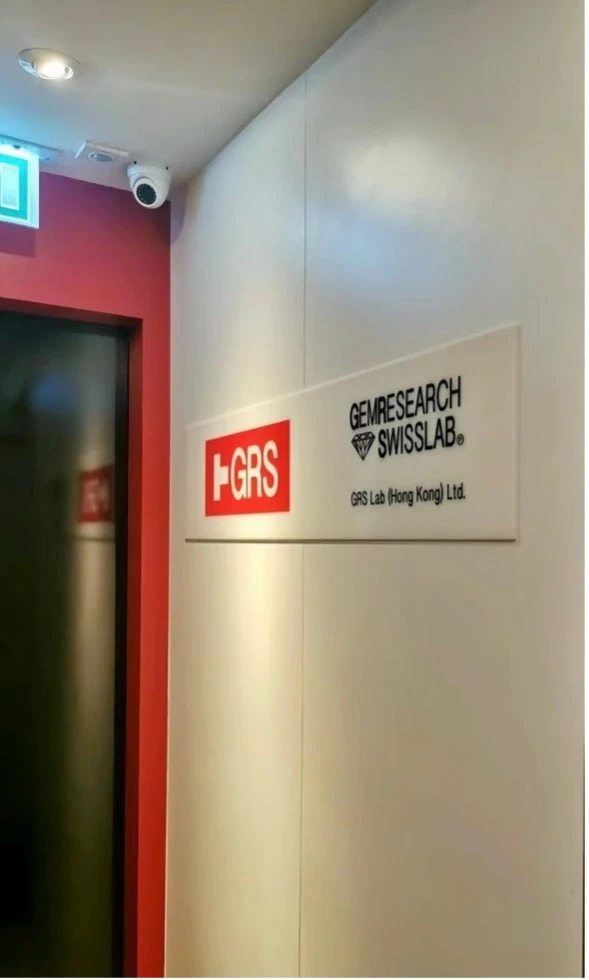 GRS
GEMRESEARCH
SWISSLAB®
GRS Lab (Hong Kong) Ltd.